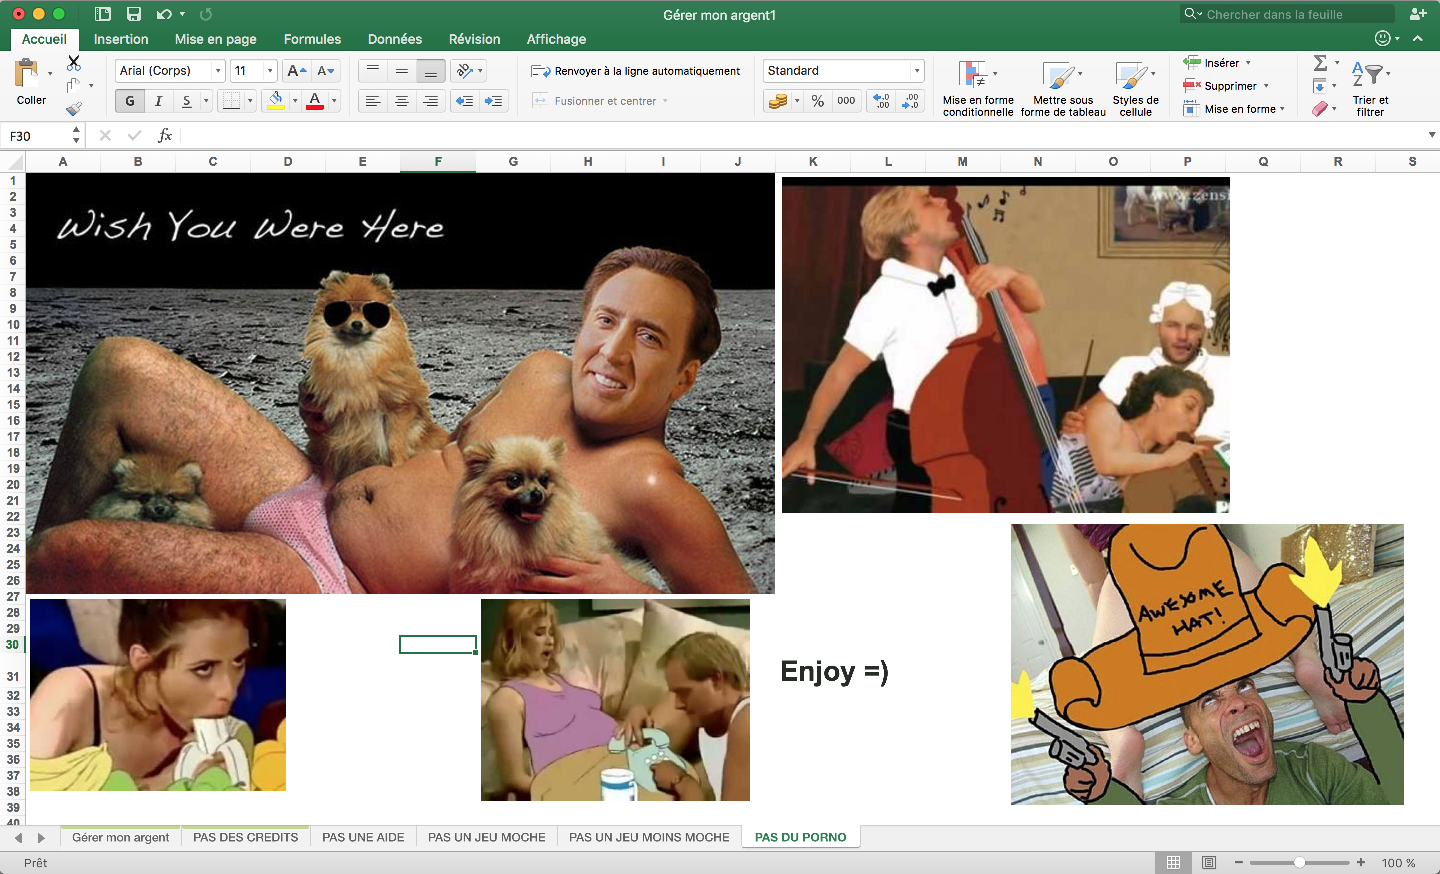 Gérer mon argent1
Chercher dans la feuille
Accueil
Insertion
Mise en page
Formules
Données
Révision
Affichage
Coller
Arial (Corps)
11
A
A
G
I
S
A
Renvoyer à la ligne automatiquement
Fusionner et centrer
Standard
%
000
,0
,00
,00
,0
Mise en forme
conditionnelle
Mettre sous
forme de tableau
Styles de
cellule
Insérer
Supprimer
Mise en forme
Σ
A
Z
Trier et
filtrer
F30
fx
A B C D E F G H I J K L M N O P Q R S
1
2
3
4
5
6
7
8
9
10
11
12
13
14
15
16
17
18
19
20
21
22
23
24
25
26
27
28
29
30
31
32
33
34
35
36
37
38
39
40
Wish You Were Here
AWESOME
HAT!
Enjoy =)
Gérer mon argent
PAS DES CREDITS
PAS UNE AIDE
PAS UN JEU MOCHE
PAS UN JEU MOINS MOCHE
PAS DU PORNO
Prêt
100 %